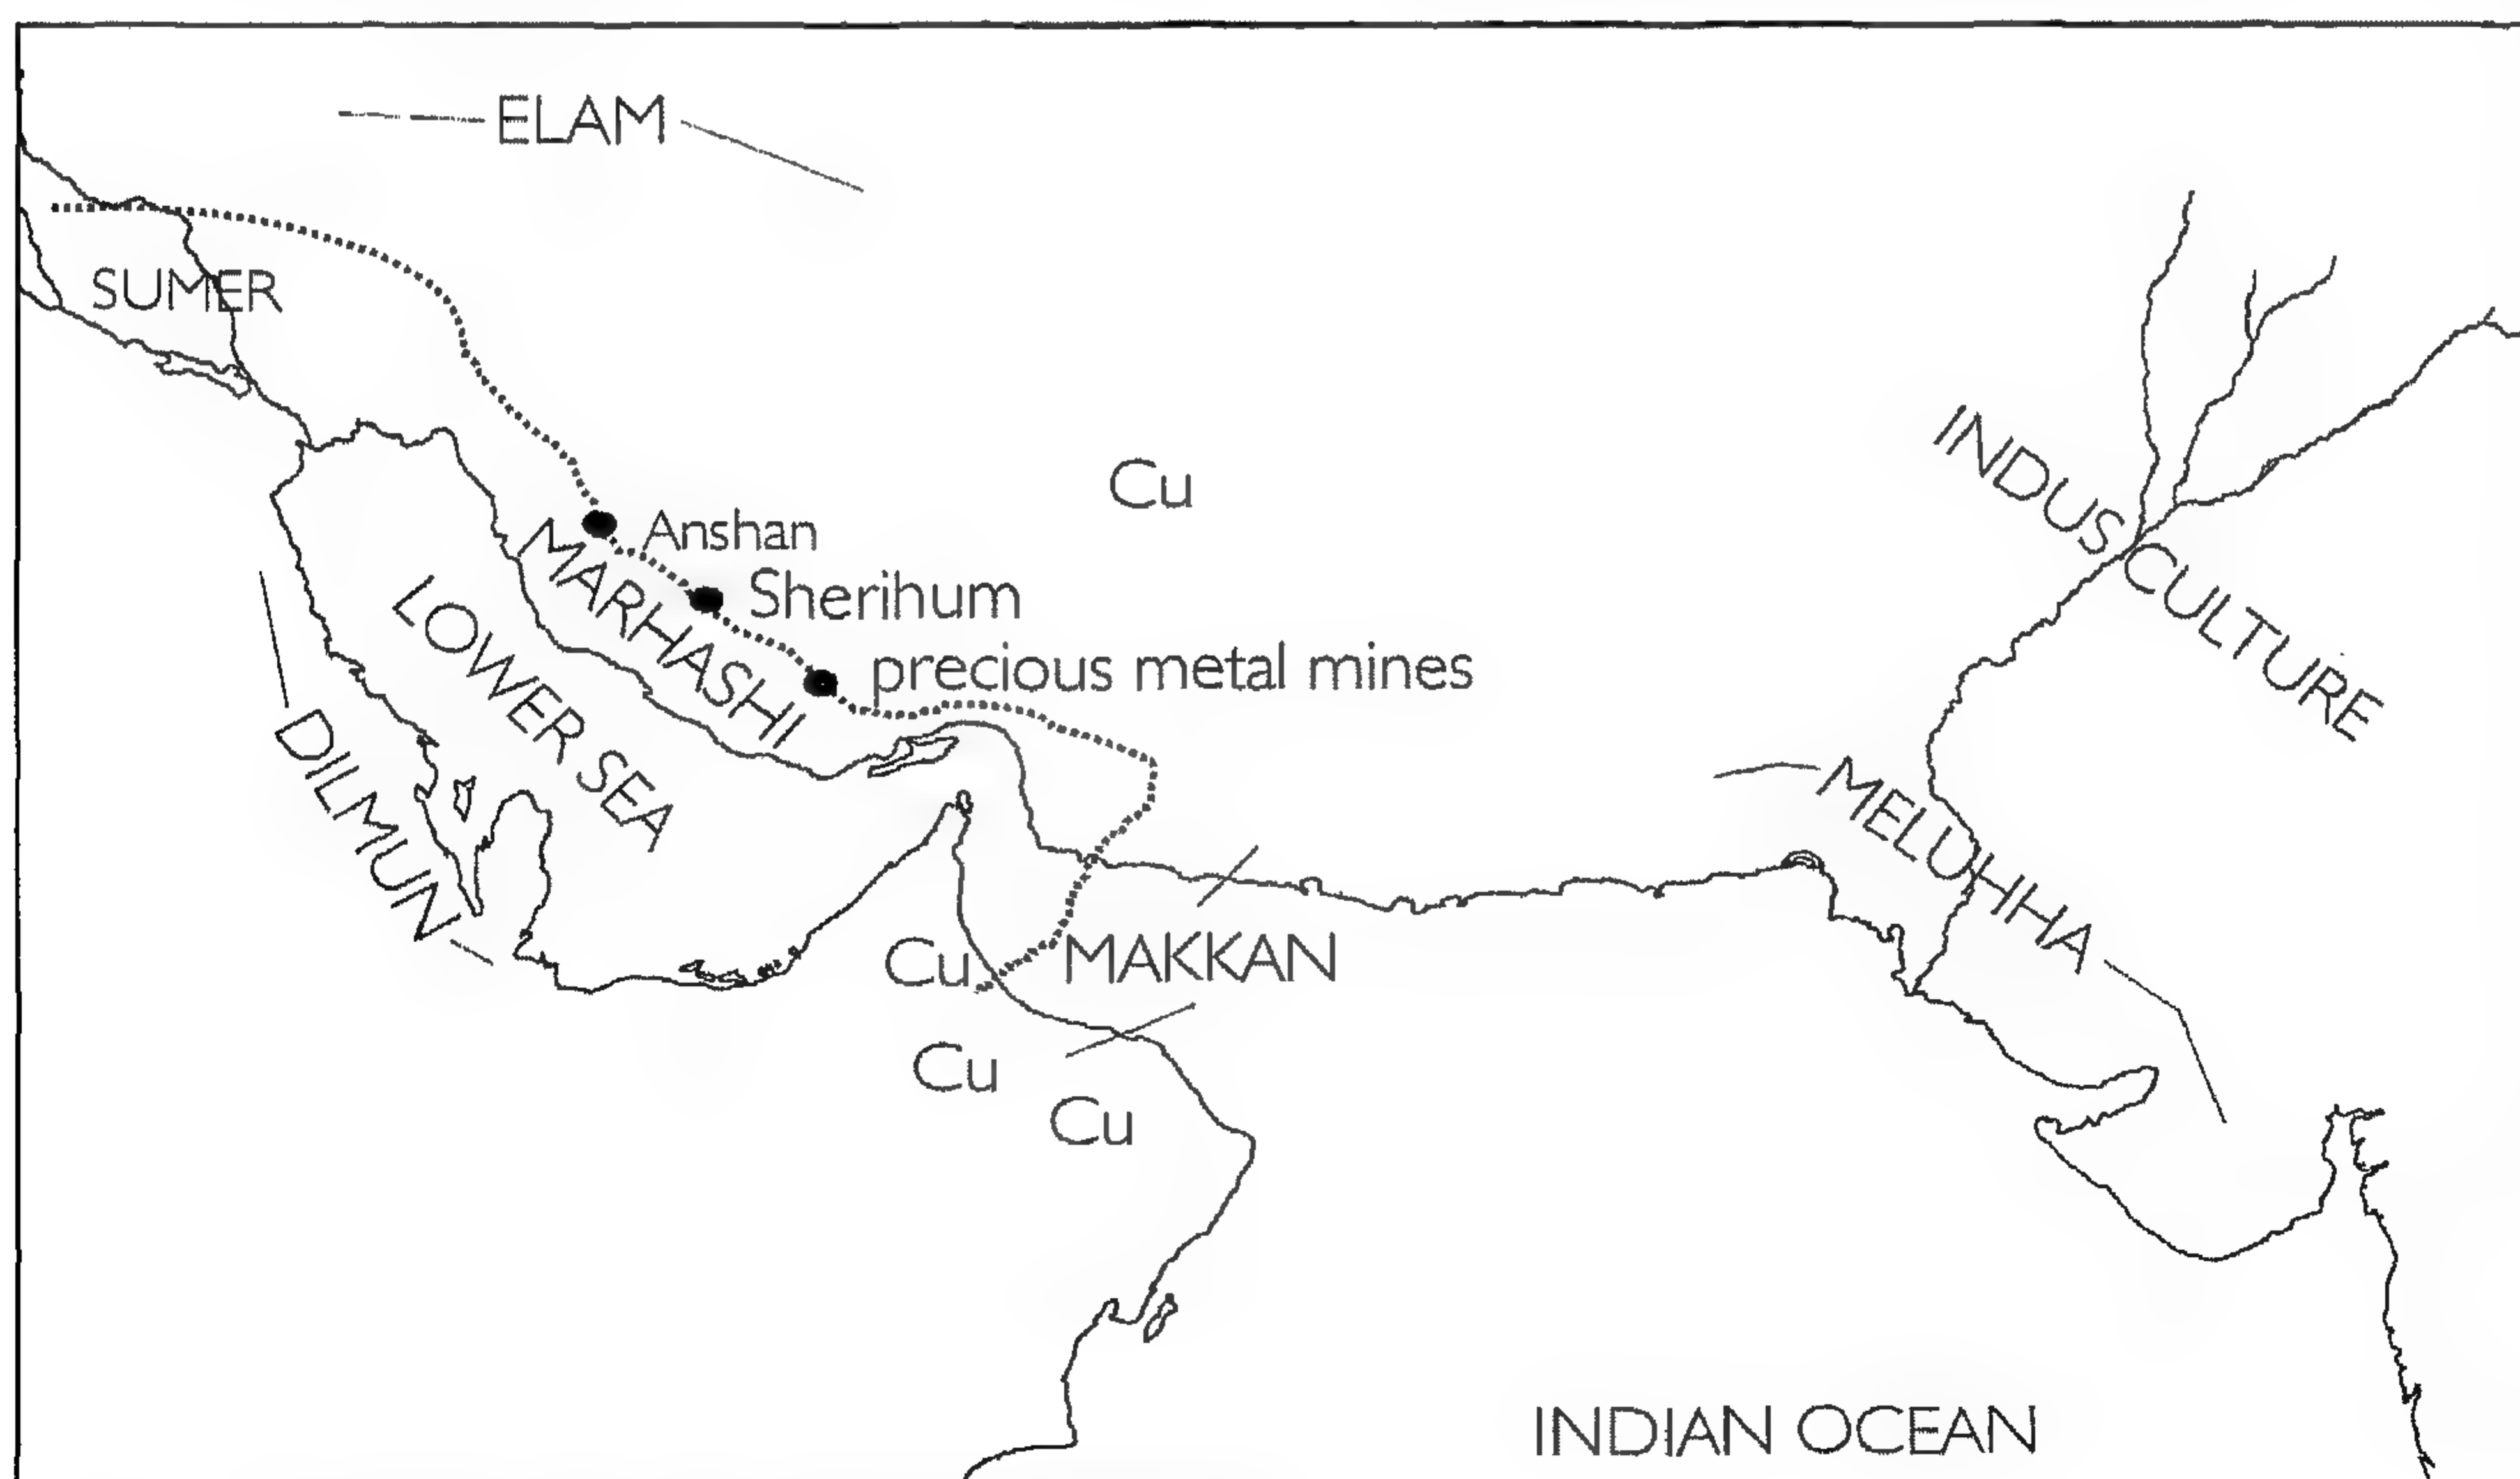 ELAM
SUMER
Cu
INDUS CULTURE
Anshan
MARHASHI
Sherihum
LOWER SEA
precious metal mines
DILMUN
MELUHHA
Cu
MAKKAN
Cu
Cu
INDIAN OCEAN